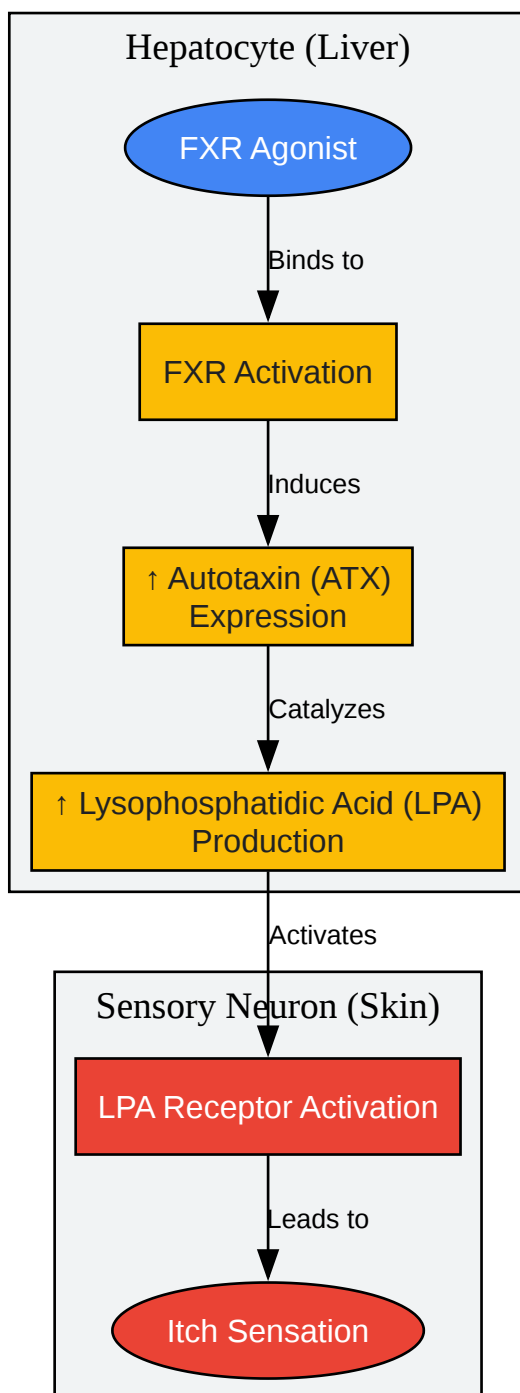 Hepatocyte (Liver)
FXR Agonist
Binds to
FXR Activation
Induces
↑ Autotaxin (ATX)
Expression
Catalyzes
↑ Lysophosphatidic Acid (LPA)
Production
Activates
Sensory Neuron (Skin)
LPA Receptor Activation
Leads to
Itch Sensation